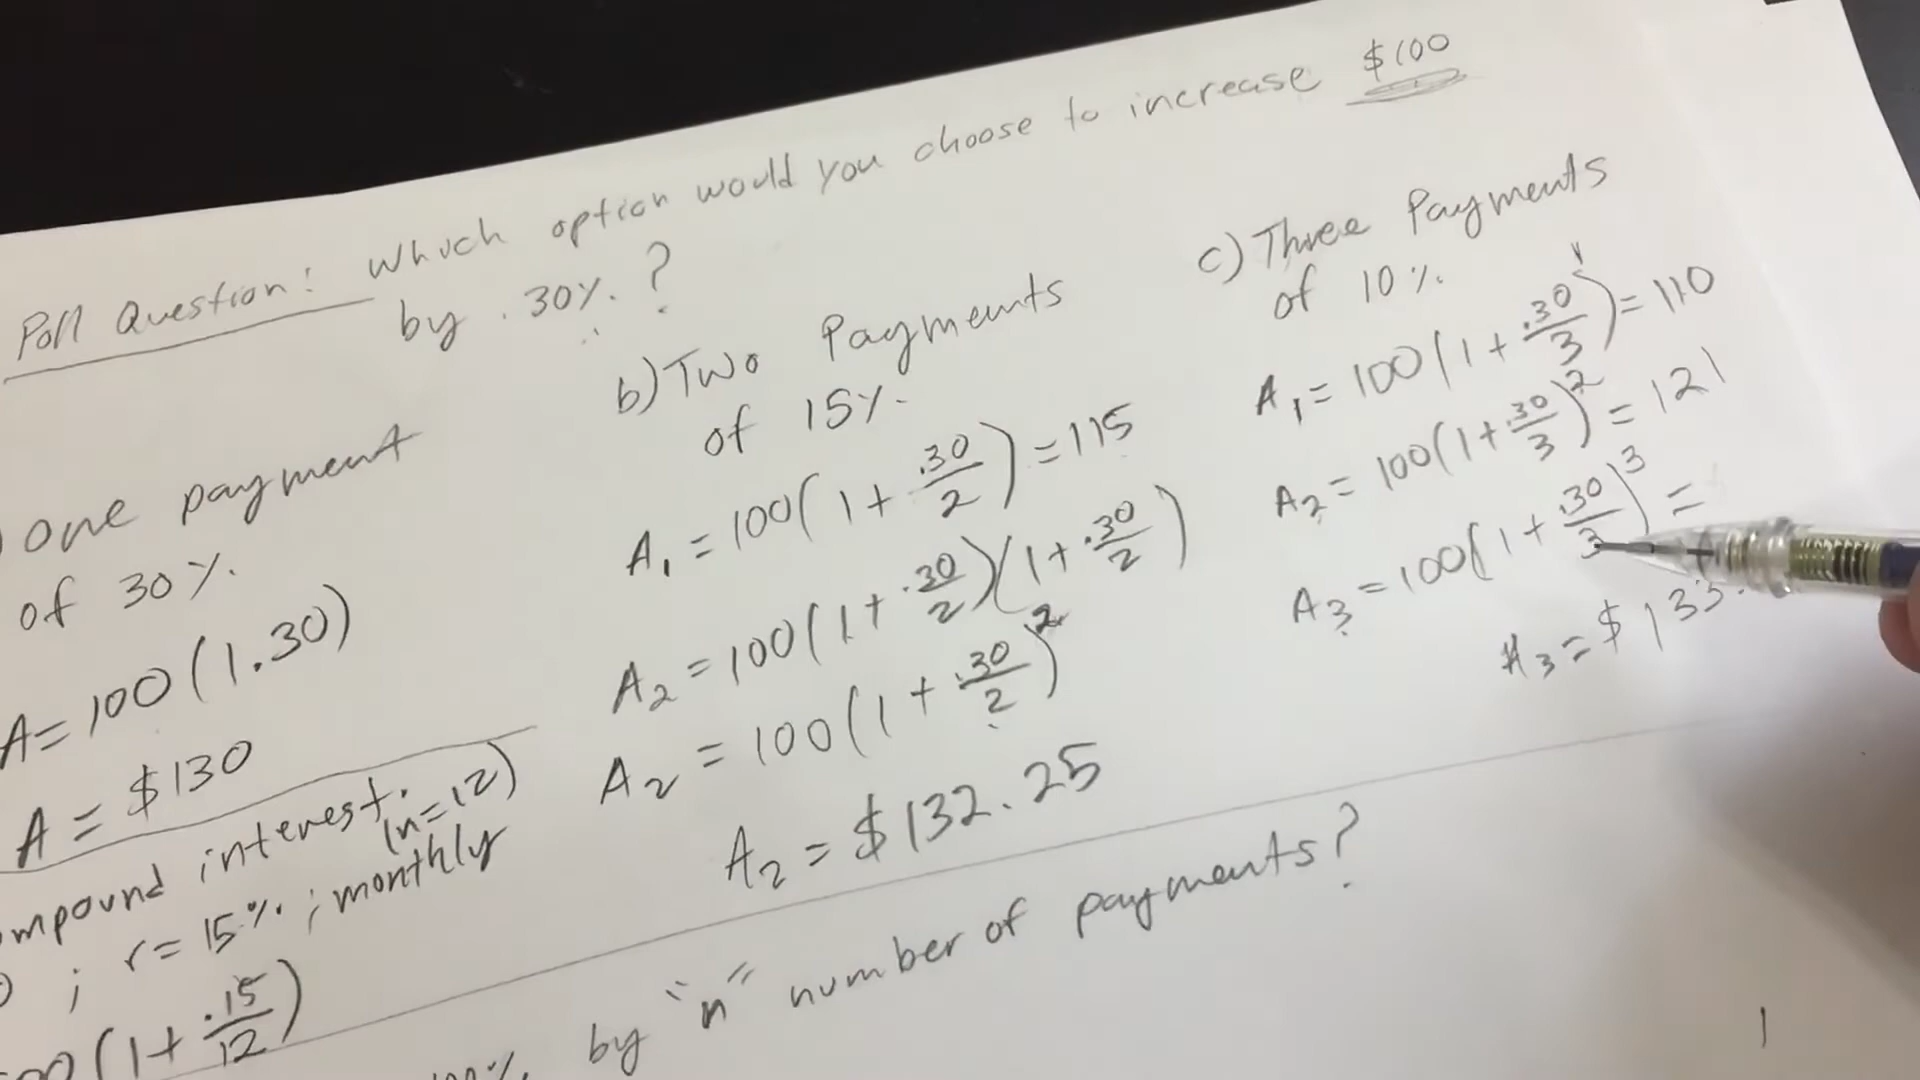 Poll Question: Which option would you choose to increase $100
by .30%. ?
one payment
of 30%.
A= 100 (1.30)
A = $130
b) Two Payments
of 15%.
A1 = 100( 1 + .30/2 ) = 115
A2 = 100( 1 + .30/2 )( 1 + .30/2 )
A2 = 100( 1 + .30/2 )^2
A2 = $132.25
c) Three Payments
of 10%.
A1 = 100( 1 + .30/3 ) = 110
A2 = 100( 1 + .30/3 )^2 = 121
A3 = 100( 1 + .30/3 )^3 =
A3 = $133.
interest.
(n=12)
; r= 15% ; monthly
( 1 + .15/12 )
by "n" number of payments?